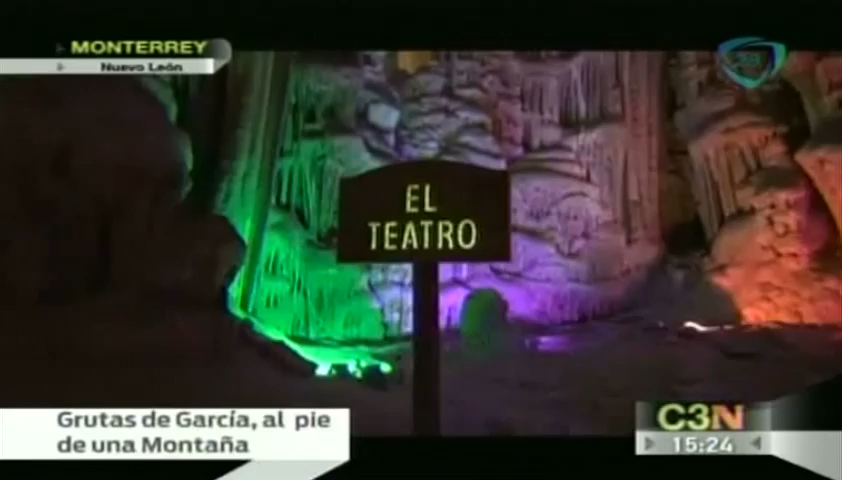 MONTERREY
Nuevo León
EL
TEATRO
Grutas de García, al pie
de una Montaña
C3N
15:24